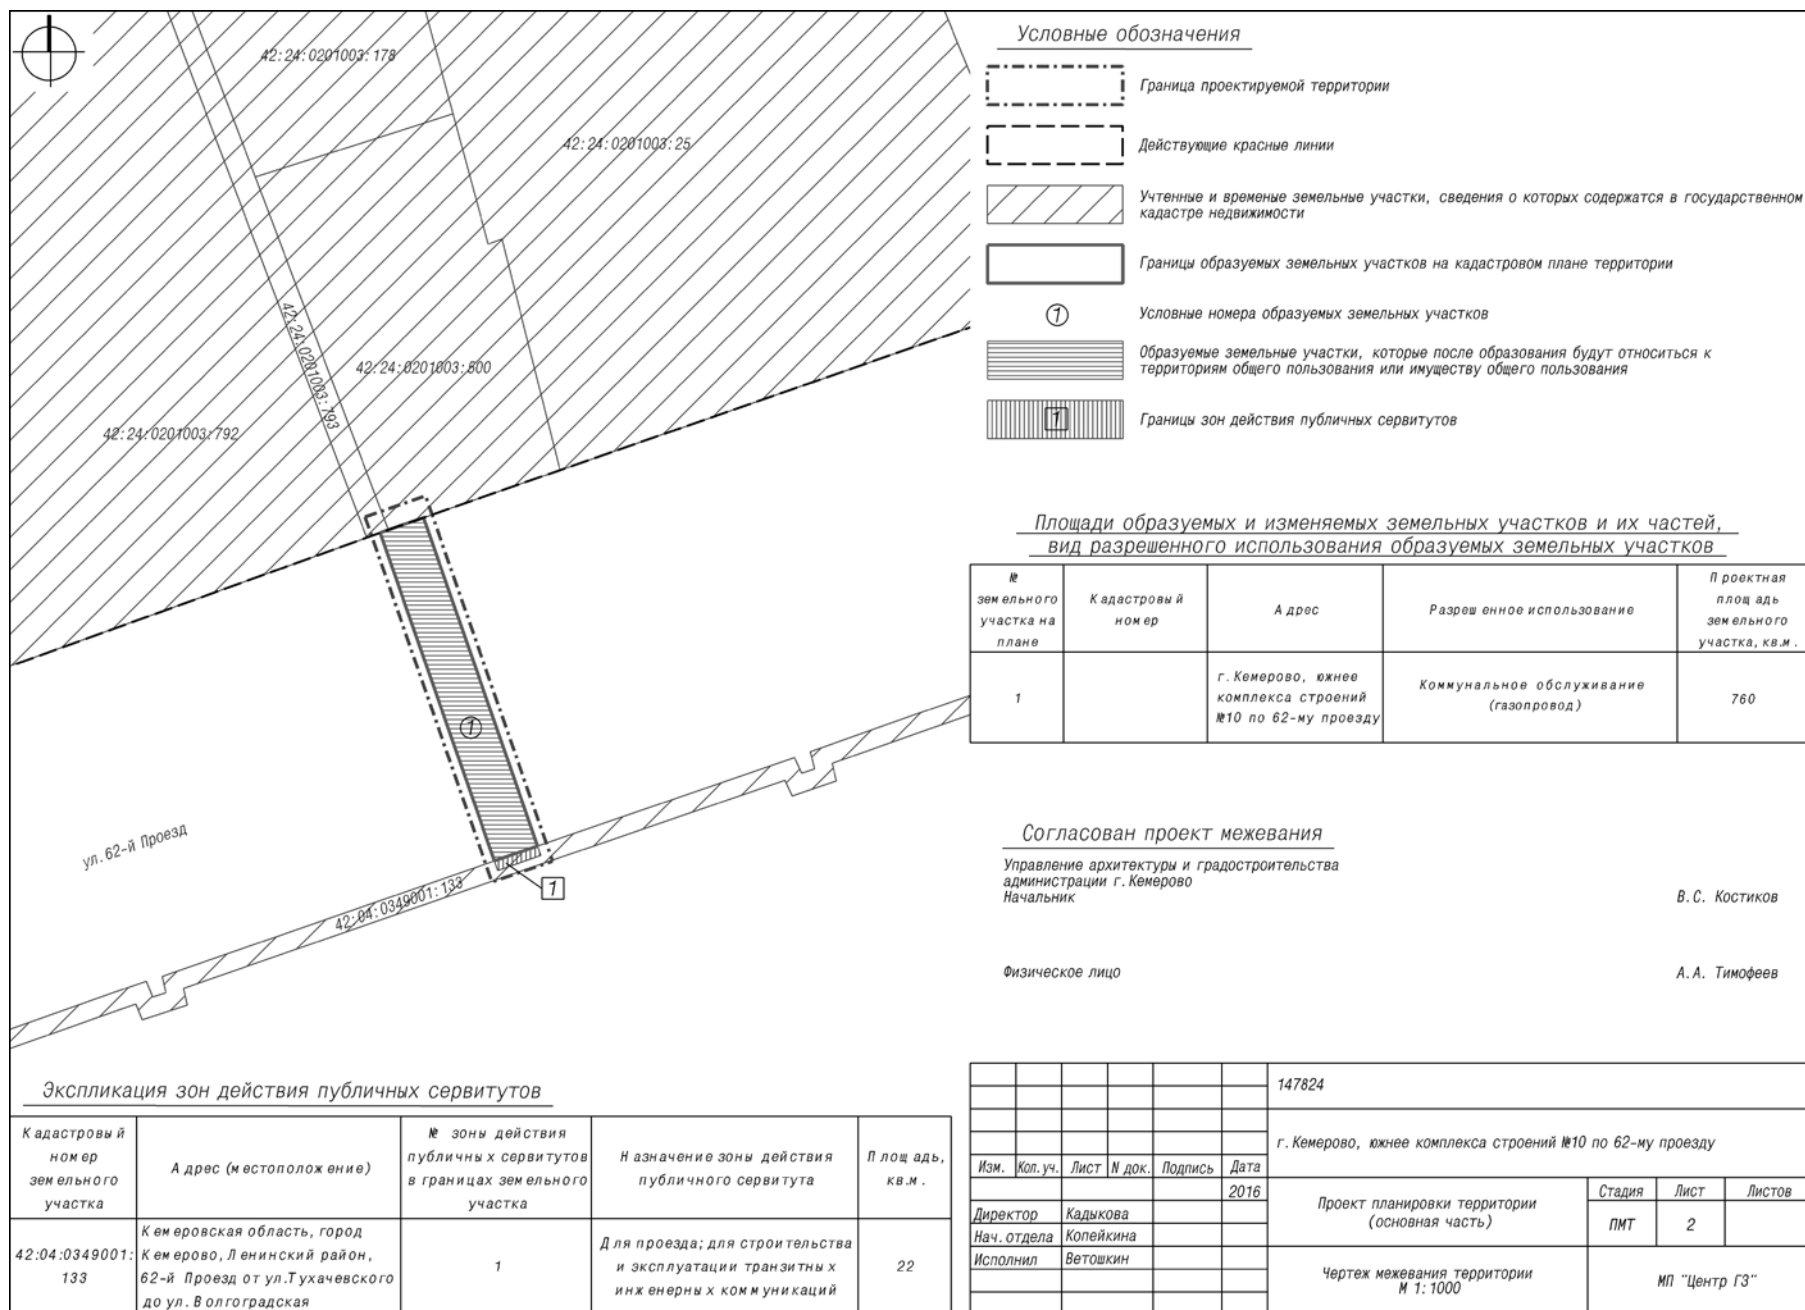 42:24:0201003:178
42:24:0201003:25
42:24:0201003:793
42:24:0201003:500
42:24:0201003:792
1
ул.62-й Проезд
42:04:0349001:133
1
Условные обозначения
Граница проектируемой территории
Действующие красные линии
Учтенные и временые земельные участки, сведения о которых содержатся в государственном
кадастре недвижимости
Границы образуемых земельных участков на кадастровом плане территории
1
Условные номера образуемых земельных участков
Образуемые земельные участки, которые после образования будут относиться к
территориям общего пользования или имуществу общего пользования
1
Границы зон действия публичных сервитутов
Площади образуемых и изменяемых земельных участков и их частей,
вид разрешенного использования образуемых земельных участков
№
земельного
участка на
плане
Кадастровый
номер
Адрес
Разрешенное использование
Проектная
площадь
земельного
участка, кв.м.
1
г.Кемерово, южнее
комплекса строений
№10 по 62-му проезду
Коммунальное обслуживание
(газопровод)
760
Согласован проект межевания
Управление архитектуры и градостроительства
администрации г.Кемерово
Начальник
В.С. Костиков
Физическое лицо
А.А. Тимофеев
Экспликация зон действия публичных сервитутов
Кадастровый
номер
земельного
участка
Адрес (местоположение)
№ зоны действия
публичных сервитутов
в границах земельного
участка
Назначение зоны действия
публичного сервитута
Площадь,
кв.м.
42:04:0349001:
133
Кемеровская область, город
Кемерово, Ленинский район,
62-й Проезд от ул.Тухачевского
до ул.Волгоградская
1
Для проезда; для строительства
и эксплуатации транзитных
инженерных коммуникаций
22
147824
г.Кемерово, южнее комплекса строений №10 по 62-му проезду
Изм. Кол.уч. Лист N док. Подпись Дата
2016
Директор Кадыкова
Нач.отдела Копейкина
Исполнил Ветошкин
Проект планировки территории
(основная часть)
Стадия Лист Листов
ПМТ 2
Чертеж межевания территории
М 1:1000
МП "Центр ГЗ"